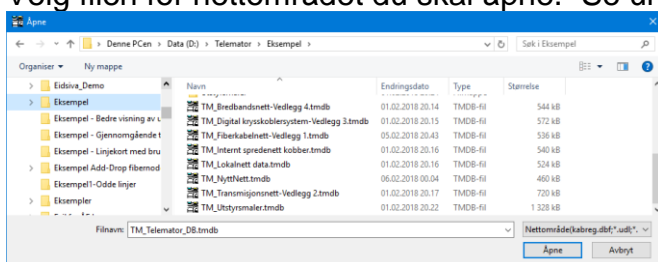 Velg filen for nettområdet du skal åpne.
Åpne
Denne PCen > Data (D:) > Telemator > Eksempel >
Søk i Eksempel
Organiser Ny mappe
Navn Endringsdato Type Størrelse
Eidsiva_Demo
Eksempel
Eksempel - Bedre visning av u
Eksempel - Gjennomgående t
Eksempel - Linjekort med bru
Eksempel Add-Drop fibernod
Eksempel1-Odde linjer
Eksempler
TM_Bredbandsnett-Vedlegg 4.tmdb 01.02.2018 20.14 TMDB-fil 544 kB
TM_Digital krysskoblersystem-Vedlegg 3.tmdb 01.02.2018 20.15 TMDB-fil 572 kB
TM_Fiberkabelnett-Vedlegg 1.tmdb 05.02.2018 20.43 TMDB-fil 536 kB
TM_Internt spredenett kobber.tmdb 01.02.2018 20.16 TMDB-fil 540 kB
TM_Lokalnett data.tmdb 01.02.2018 20.16 TMDB-fil 524 kB
TM_NyttNett.tmdb 06.02.2018 00.04 TMDB-fil 460 kB
TM_Transmisjonsnett-Vedlegg 2.tmdb 01.02.2018 20.17 TMDB-fil 720 kB
TM_Utstyrsmaler.tmdb 01.02.2018 20.22 TMDB-fil 1 328 kB
Filnavn: TM_Telemator_DB.tmdb
Nettområde(kabreg.dbf;*.udl;*.
Åpne Avbryt